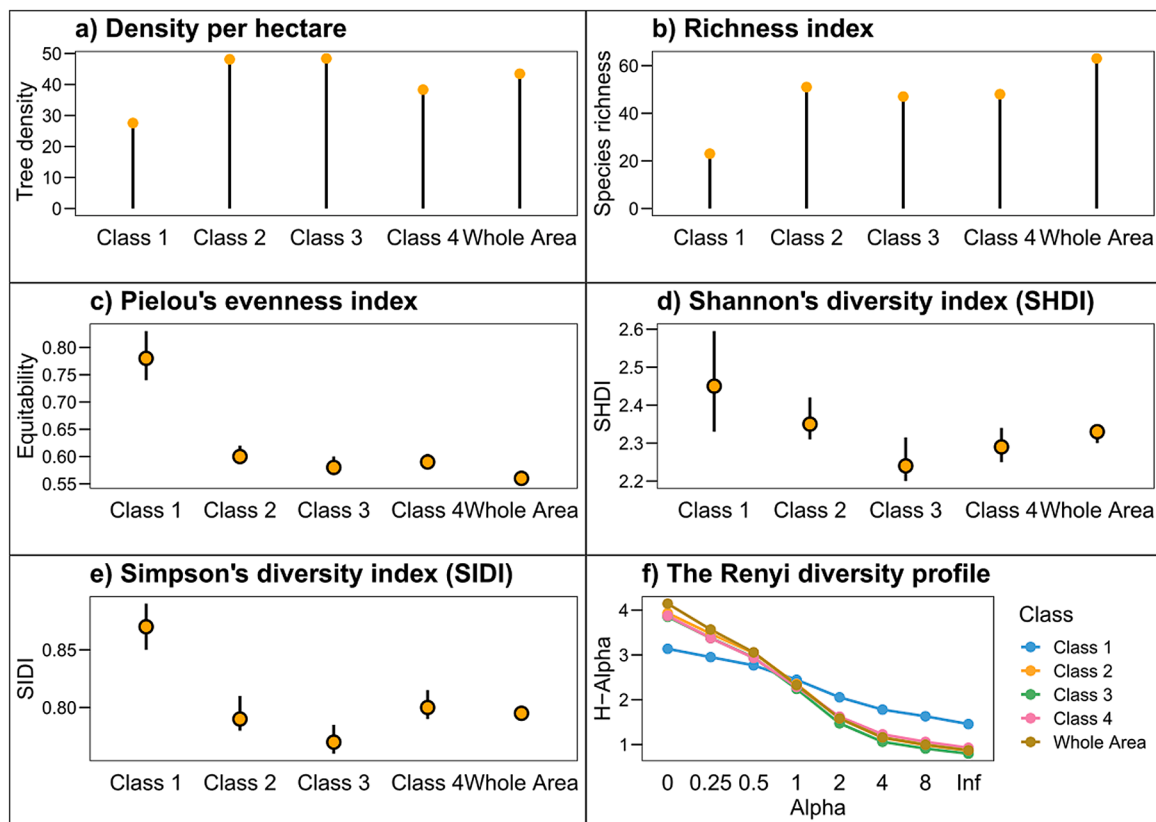 a) Density per hectare
Tree density
50
40
30
20
10
0
Class 1 Class 2 Class 3 Class 4 Whole Area
b) Richness index
Species richness
60
40
20
0
Class 1 Class 2 Class 3 Class 4 Whole Area
c) Pielou's evenness index
Equitability
0.80
0.75
0.70
0.65
0.60
0.55
Class 1 Class 2 Class 3 Class 4 Whole Area
d) Shannon's diversity index (SHDI)
SHDI
2.6
2.5
2.4
2.3
2.2
Class 1 Class 2 Class 3 Class 4 Whole Area
e) Simpson's diversity index (SIDI)
SIDI
0.85
0.80
Class 1 Class 2 Class 3 Class 4 Whole Area
f) The Renyi diversity profile
H-Alpha
4
3
2
1
0 0.25 0.5 1 2 4 8 Inf
Alpha
Class
Class 1
Class 2
Class 3
Class 4
Whole Area